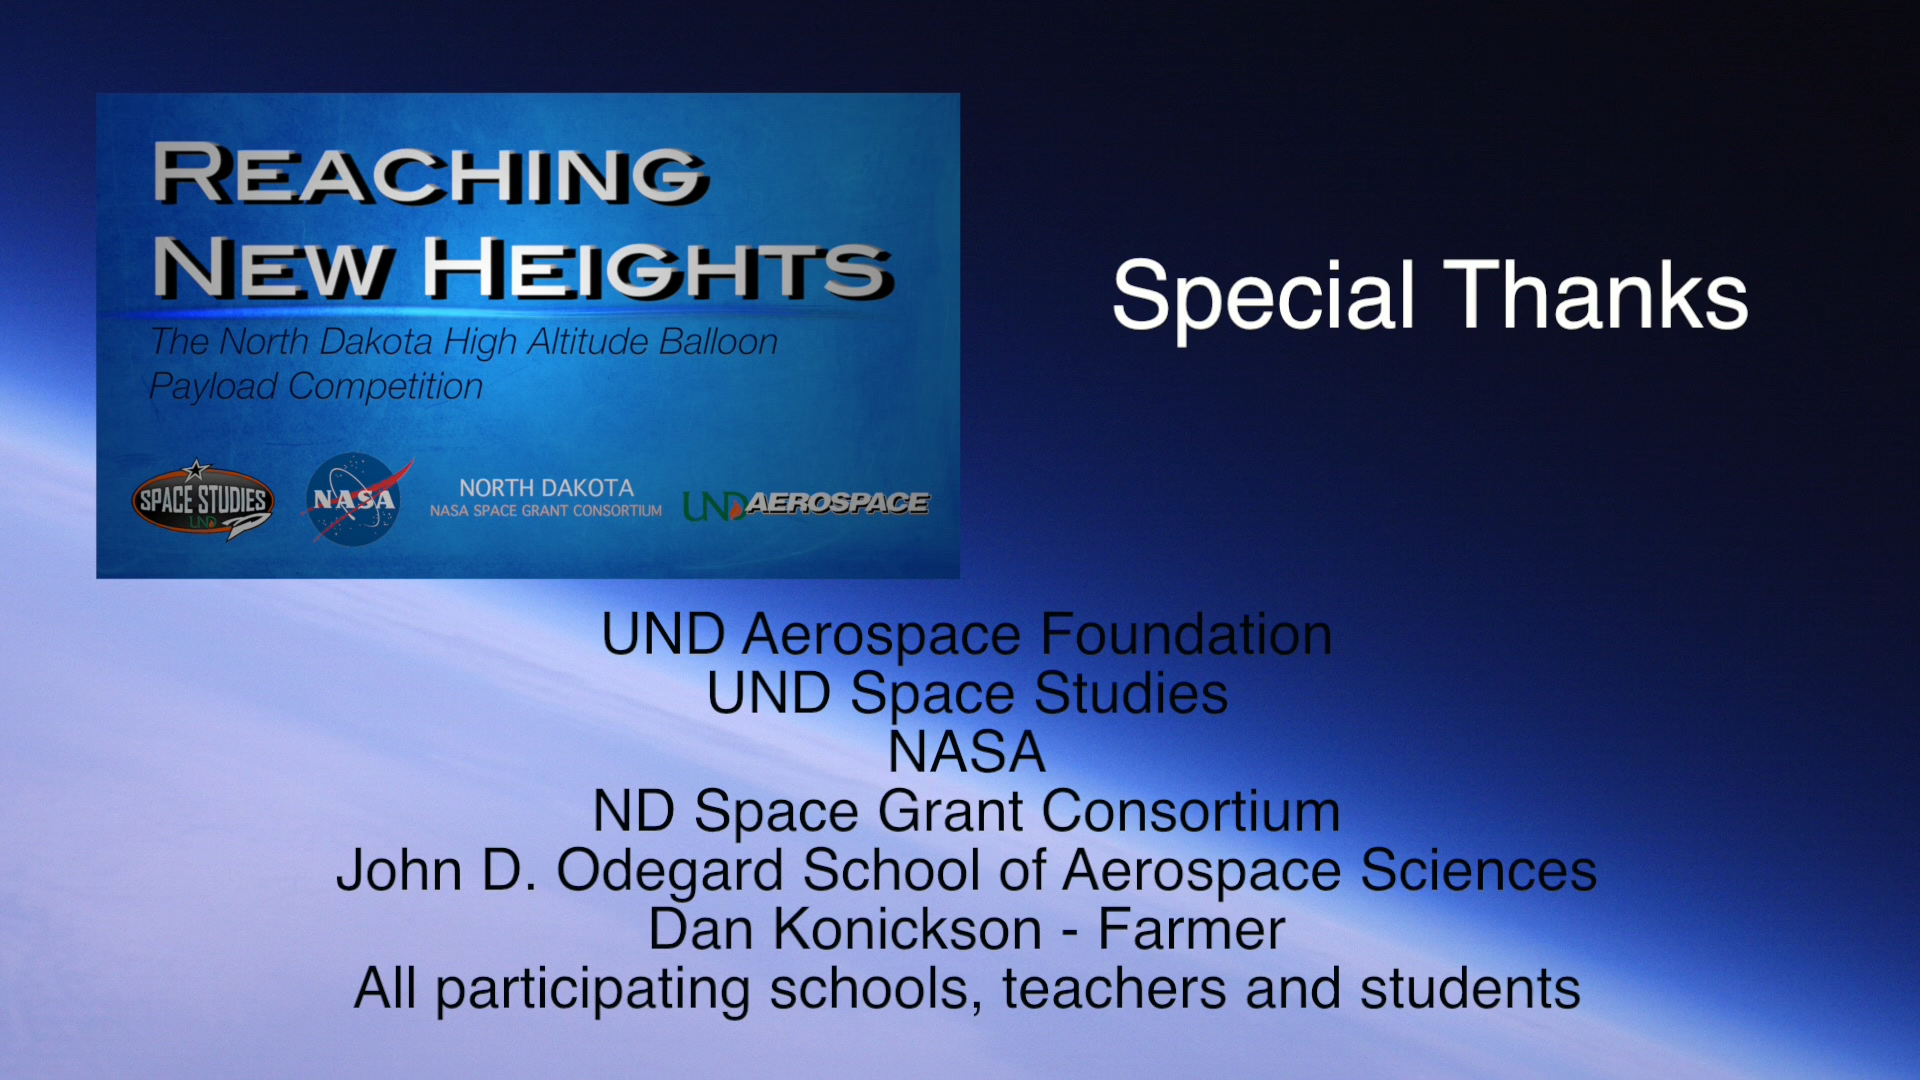 REACHING
NEW HEIGHTS
The North Dakota High Altitude Balloon
Payload Competition
SPACE STUDIES
UND
NASA
NORTH DAKOTA
NASA SPACE GRANT CONSORTIUM
UND AEROSPACE
Special Thanks
UND Aerospace Foundation
UND Space Studies
NASA
ND Space Grant Consortium
John D. Odegard School of Aerospace Sciences
Dan Konickson - Farmer
All participating schools, teachers and students